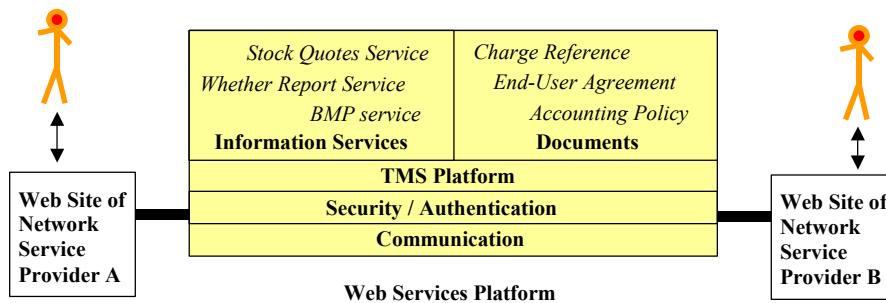 Stock Quotes Service
Whether Report Service
BMP service
Information Services
Charge Reference
End-User Agreement
Accounting Policy
Documents
TMS Platform
Security / Authentication
Communication
Web Site of
Network
Service
Provider A
Web Site of
Network
Service
Provider B
Web Services Platform